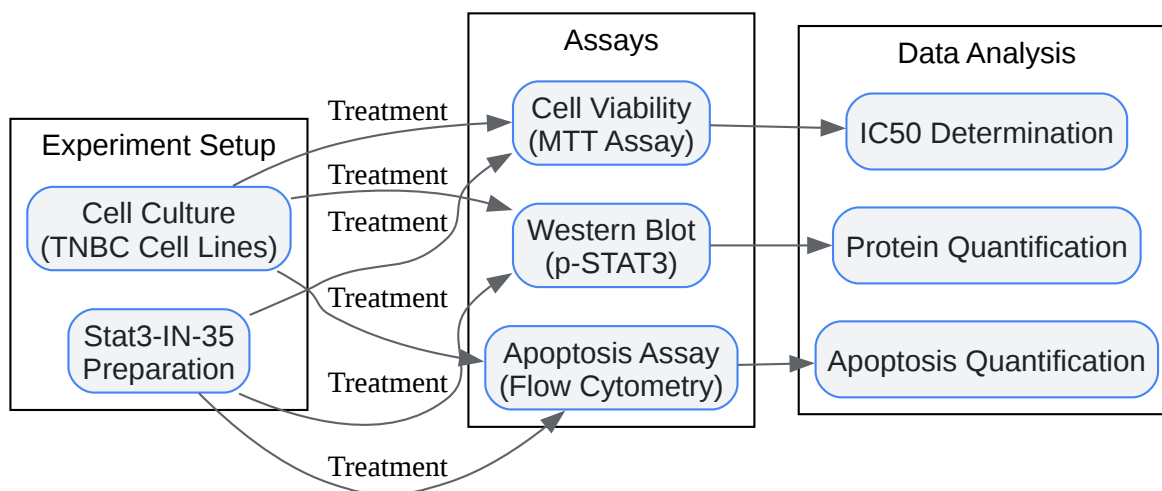 Experiment Setup
Cell Culture
(TNBC Cell Lines)
Stat3-IN-35
Preparation
Treatment
Treatment
Treatment
Treatment
Treatment
Treatment
Assays
Cell Viability
(MTT Assay)
Western Blot
(p-STAT3)
Apoptosis Assay
(Flow Cytometry)
Data Analysis
IC50 Determination
Protein Quantification
Apoptosis Quantification